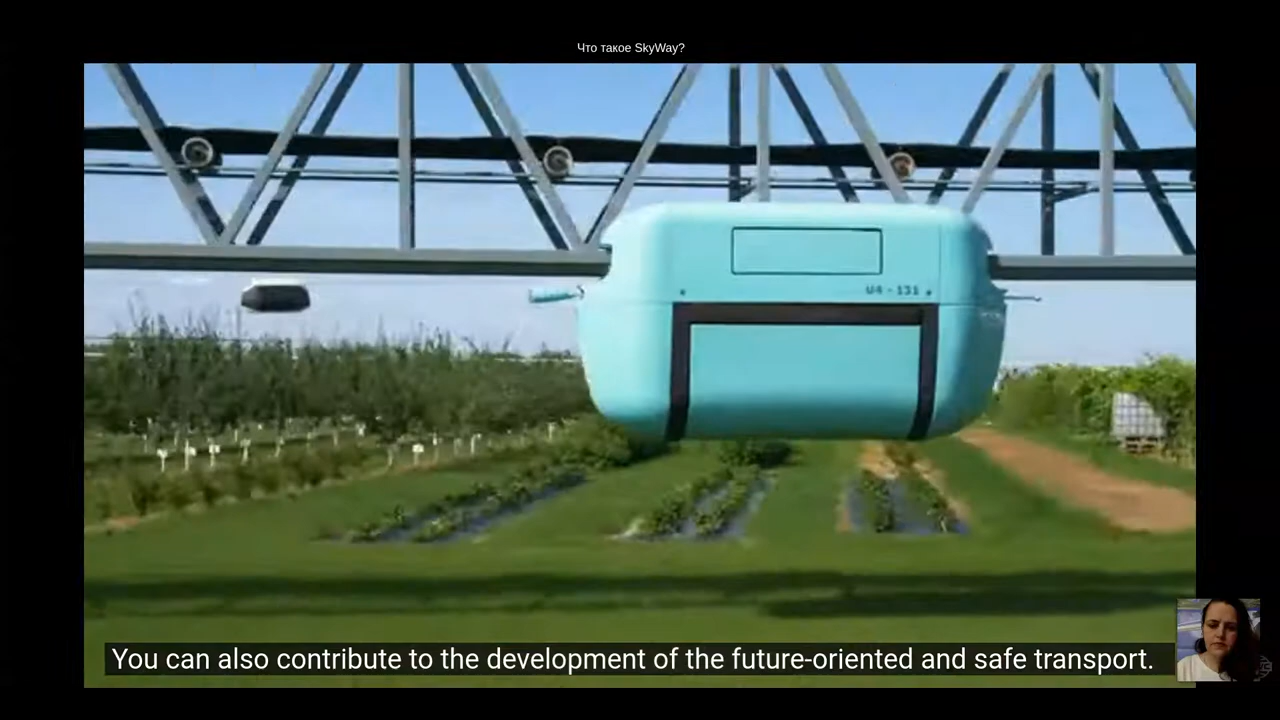 Что такое SkyWay?
U4-131
You can also contribute to the development of the future-oriented and safe transport.